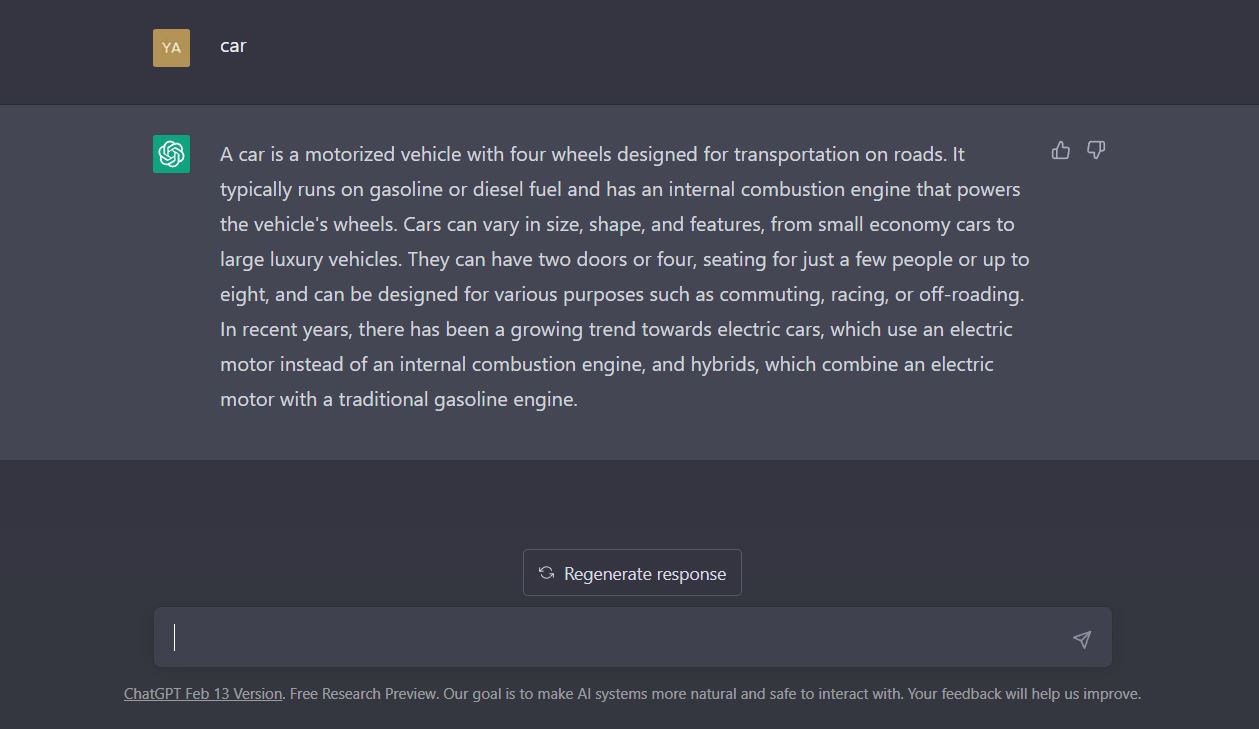 YA
car
A car is a motorized vehicle with four wheels designed for transportation on roads. It
typically runs on gasoline or diesel fuel and has an internal combustion engine that powers
the vehicle's wheels. Cars can vary in size, shape, and features, from small economy cars to
large luxury vehicles. They can have two doors or four, seating for just a few people or up to
eight, and can be designed for various purposes such as commuting, racing, or off-roading.
In recent years, there has been a growing trend towards electric cars, which use an electric
motor instead of an internal combustion engine, and hybrids, which combine an electric
motor with a traditional gasoline engine.
Regenerate response
ChatGPT Feb 13 Version. Free Research Preview. Our goal is to make AI systems more natural and safe to interact with. Your feedback will help us improve.